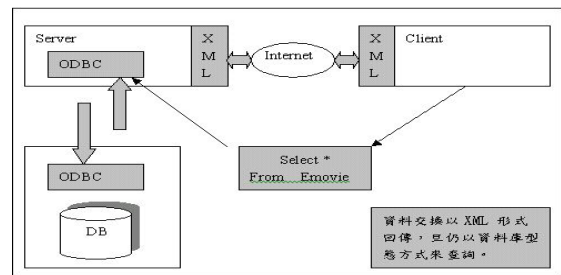 Server
X
M
L
Internet
X
M
L
Client
ODBC
Select *
From Emovie
ODBC
DB
資料交換以 XML 形式
回傳，且仍以資料庫型
態方式來查詢。